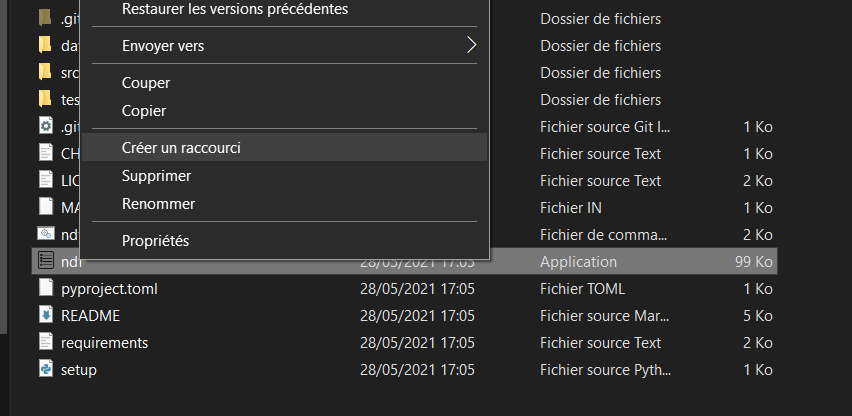 Restaurer les versions précédentes
Envoyer vers
Couper
Copier
Créer un raccourci
Supprimer
Renommer
Propriétés
.gi Dossier de fichiers
da Dossier de fichiers
src Dossier de fichiers
tes Dossier de fichiers
.git Fichier source Git I... 1 Ko
CH Fichier source Text 1 Ko
LIC Fichier source Text 2 Ko
MA Fichier IN 1 Ko
nd Fichier de comma... 2 Ko
ndf 28/05/2021 17:05 Application 99 Ko
pyproject.toml 28/05/2021 17:05 Fichier TOML 1 Ko
README 28/05/2021 17:05 Fichier source Mar... 5 Ko
requirements 28/05/2021 17:05 Fichier source Text 2 Ko
setup 28/05/2021 17:05 Fichier source Pyth... 1 Ko